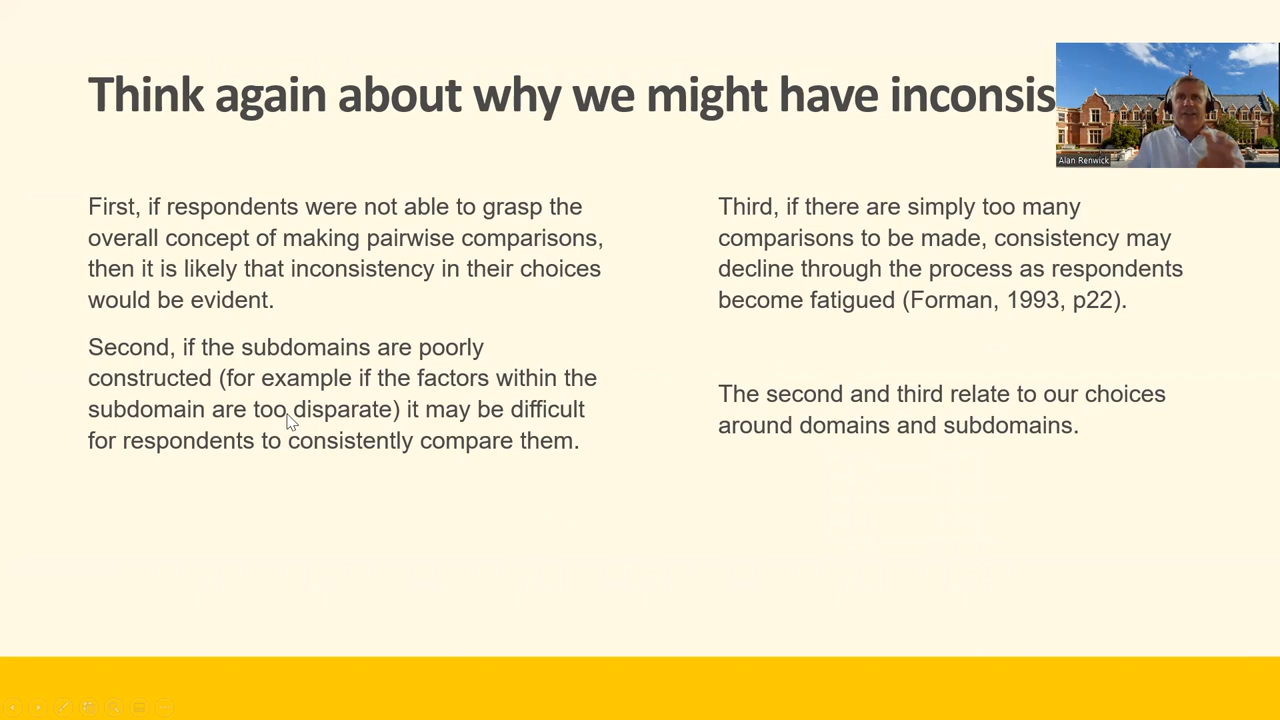 Think again about why we might have inconsis
Alan Renwick
First, if respondents were not able to grasp the
overall concept of making pairwise comparisons,
then it is likely that inconsistency in their choices
would be evident.
Second, if the subdomains are poorly
constructed (for example if the factors within the
subdomain are too disparate) it may be difficult
for respondents to consistently compare them.
Third, if there are simply too many
comparisons to be made, consistency may
decline through the process as respondents
become fatigued (Forman, 1993, p22).
The second and third relate to our choices
around domains and subdomains.